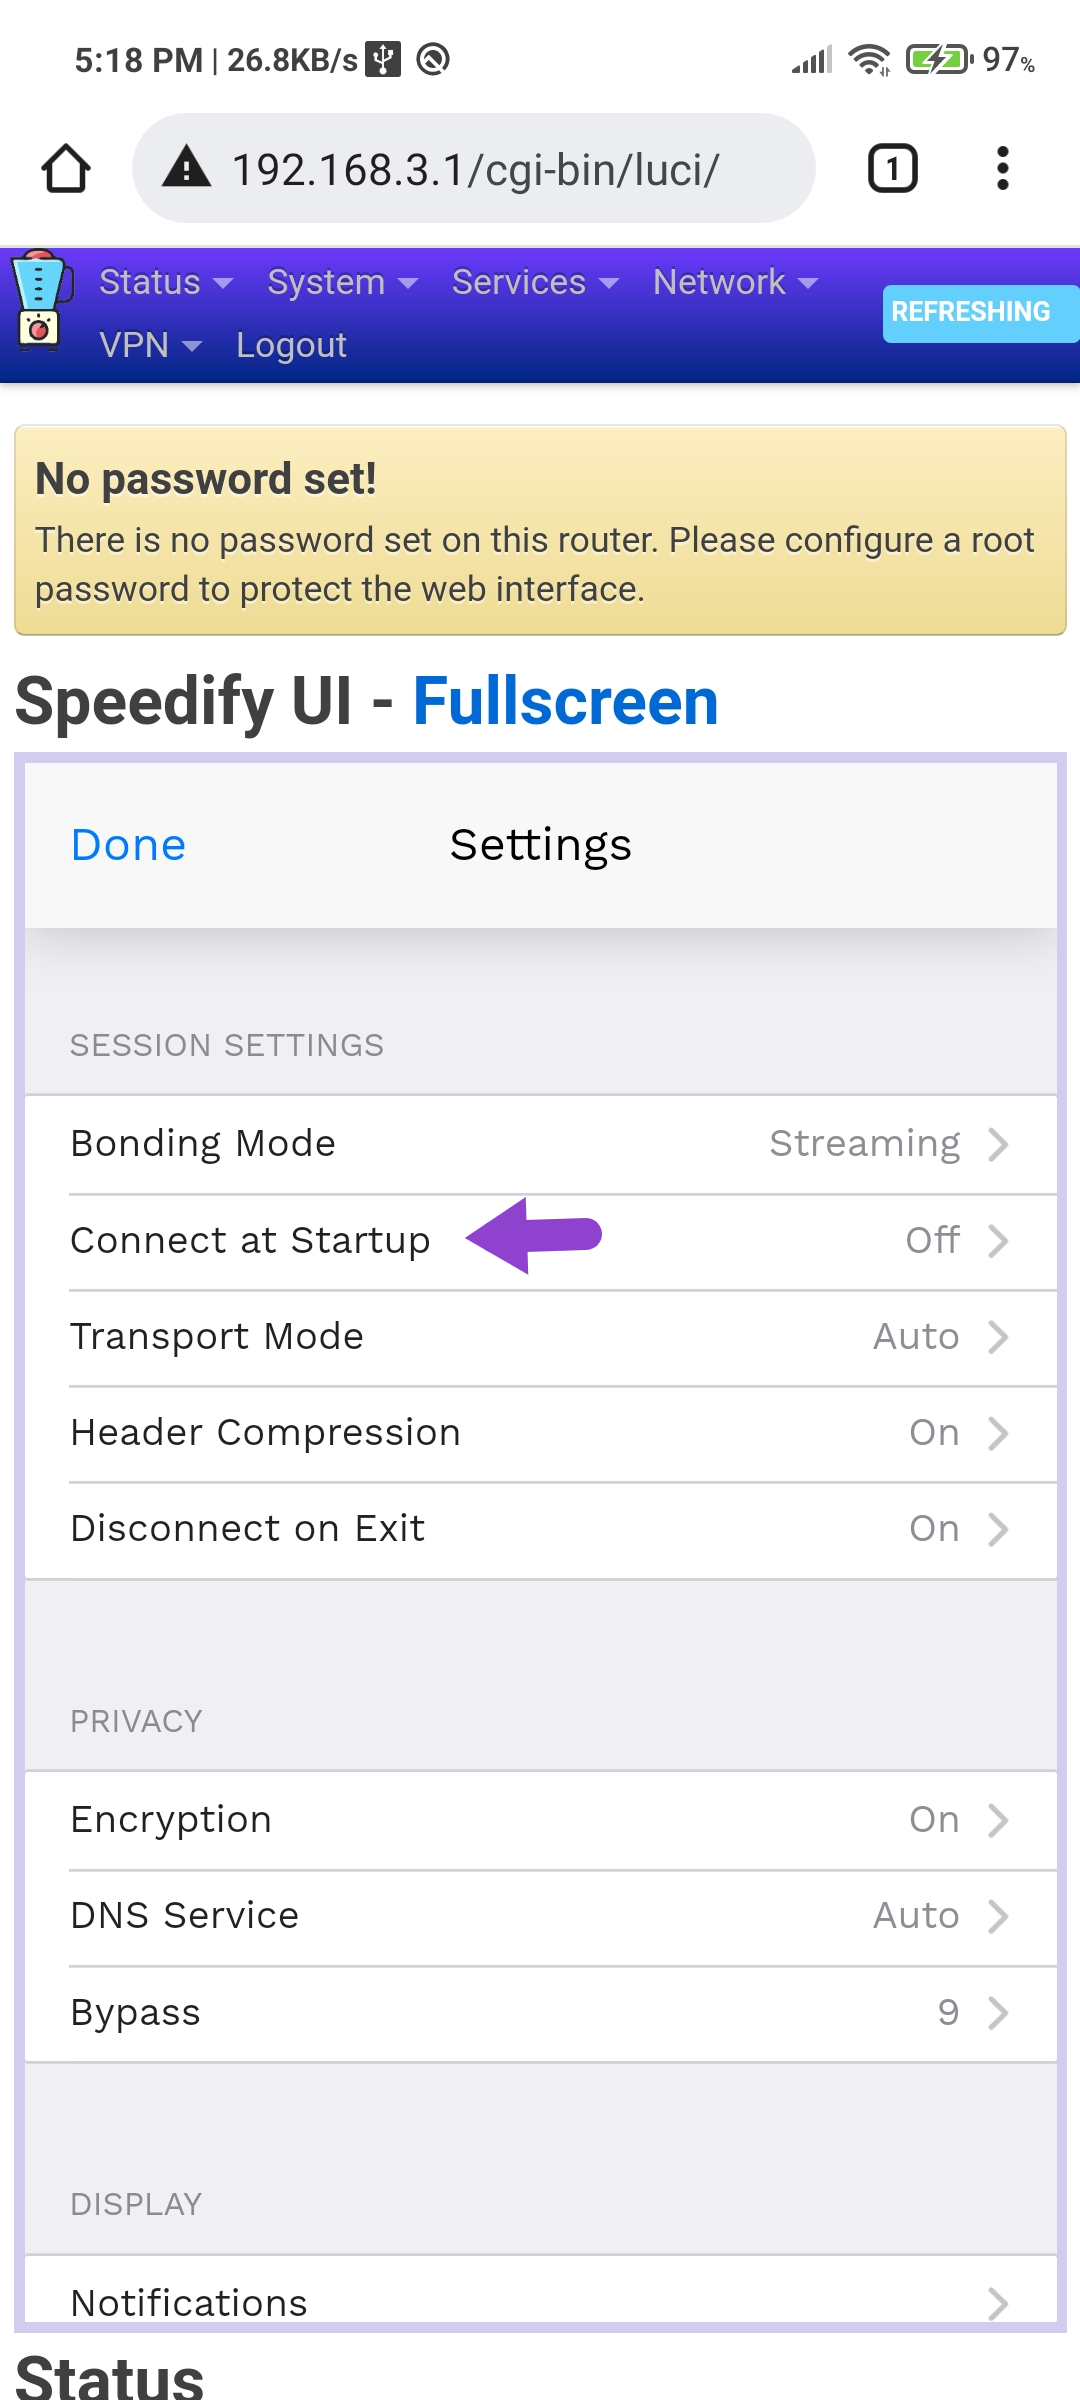 5:18 PM | 26.8KB/s
97%
192.168.3.1/cgi-bin/luci/
1
Status System Services Network
VPN Logout
REFRESHING
No password set!
There is no password set on this router. Please configure a root
password to protect the web interface.
Speedify UI - Fullscreen
Done Settings
SESSION SETTINGS
Bonding Mode Streaming
Connect at Startup Off
Transport Mode Auto
Header Compression On
Disconnect on Exit On
PRIVACY
Encryption On
DNS Service Auto
Bypass 9
DISPLAY
Notifications
Status